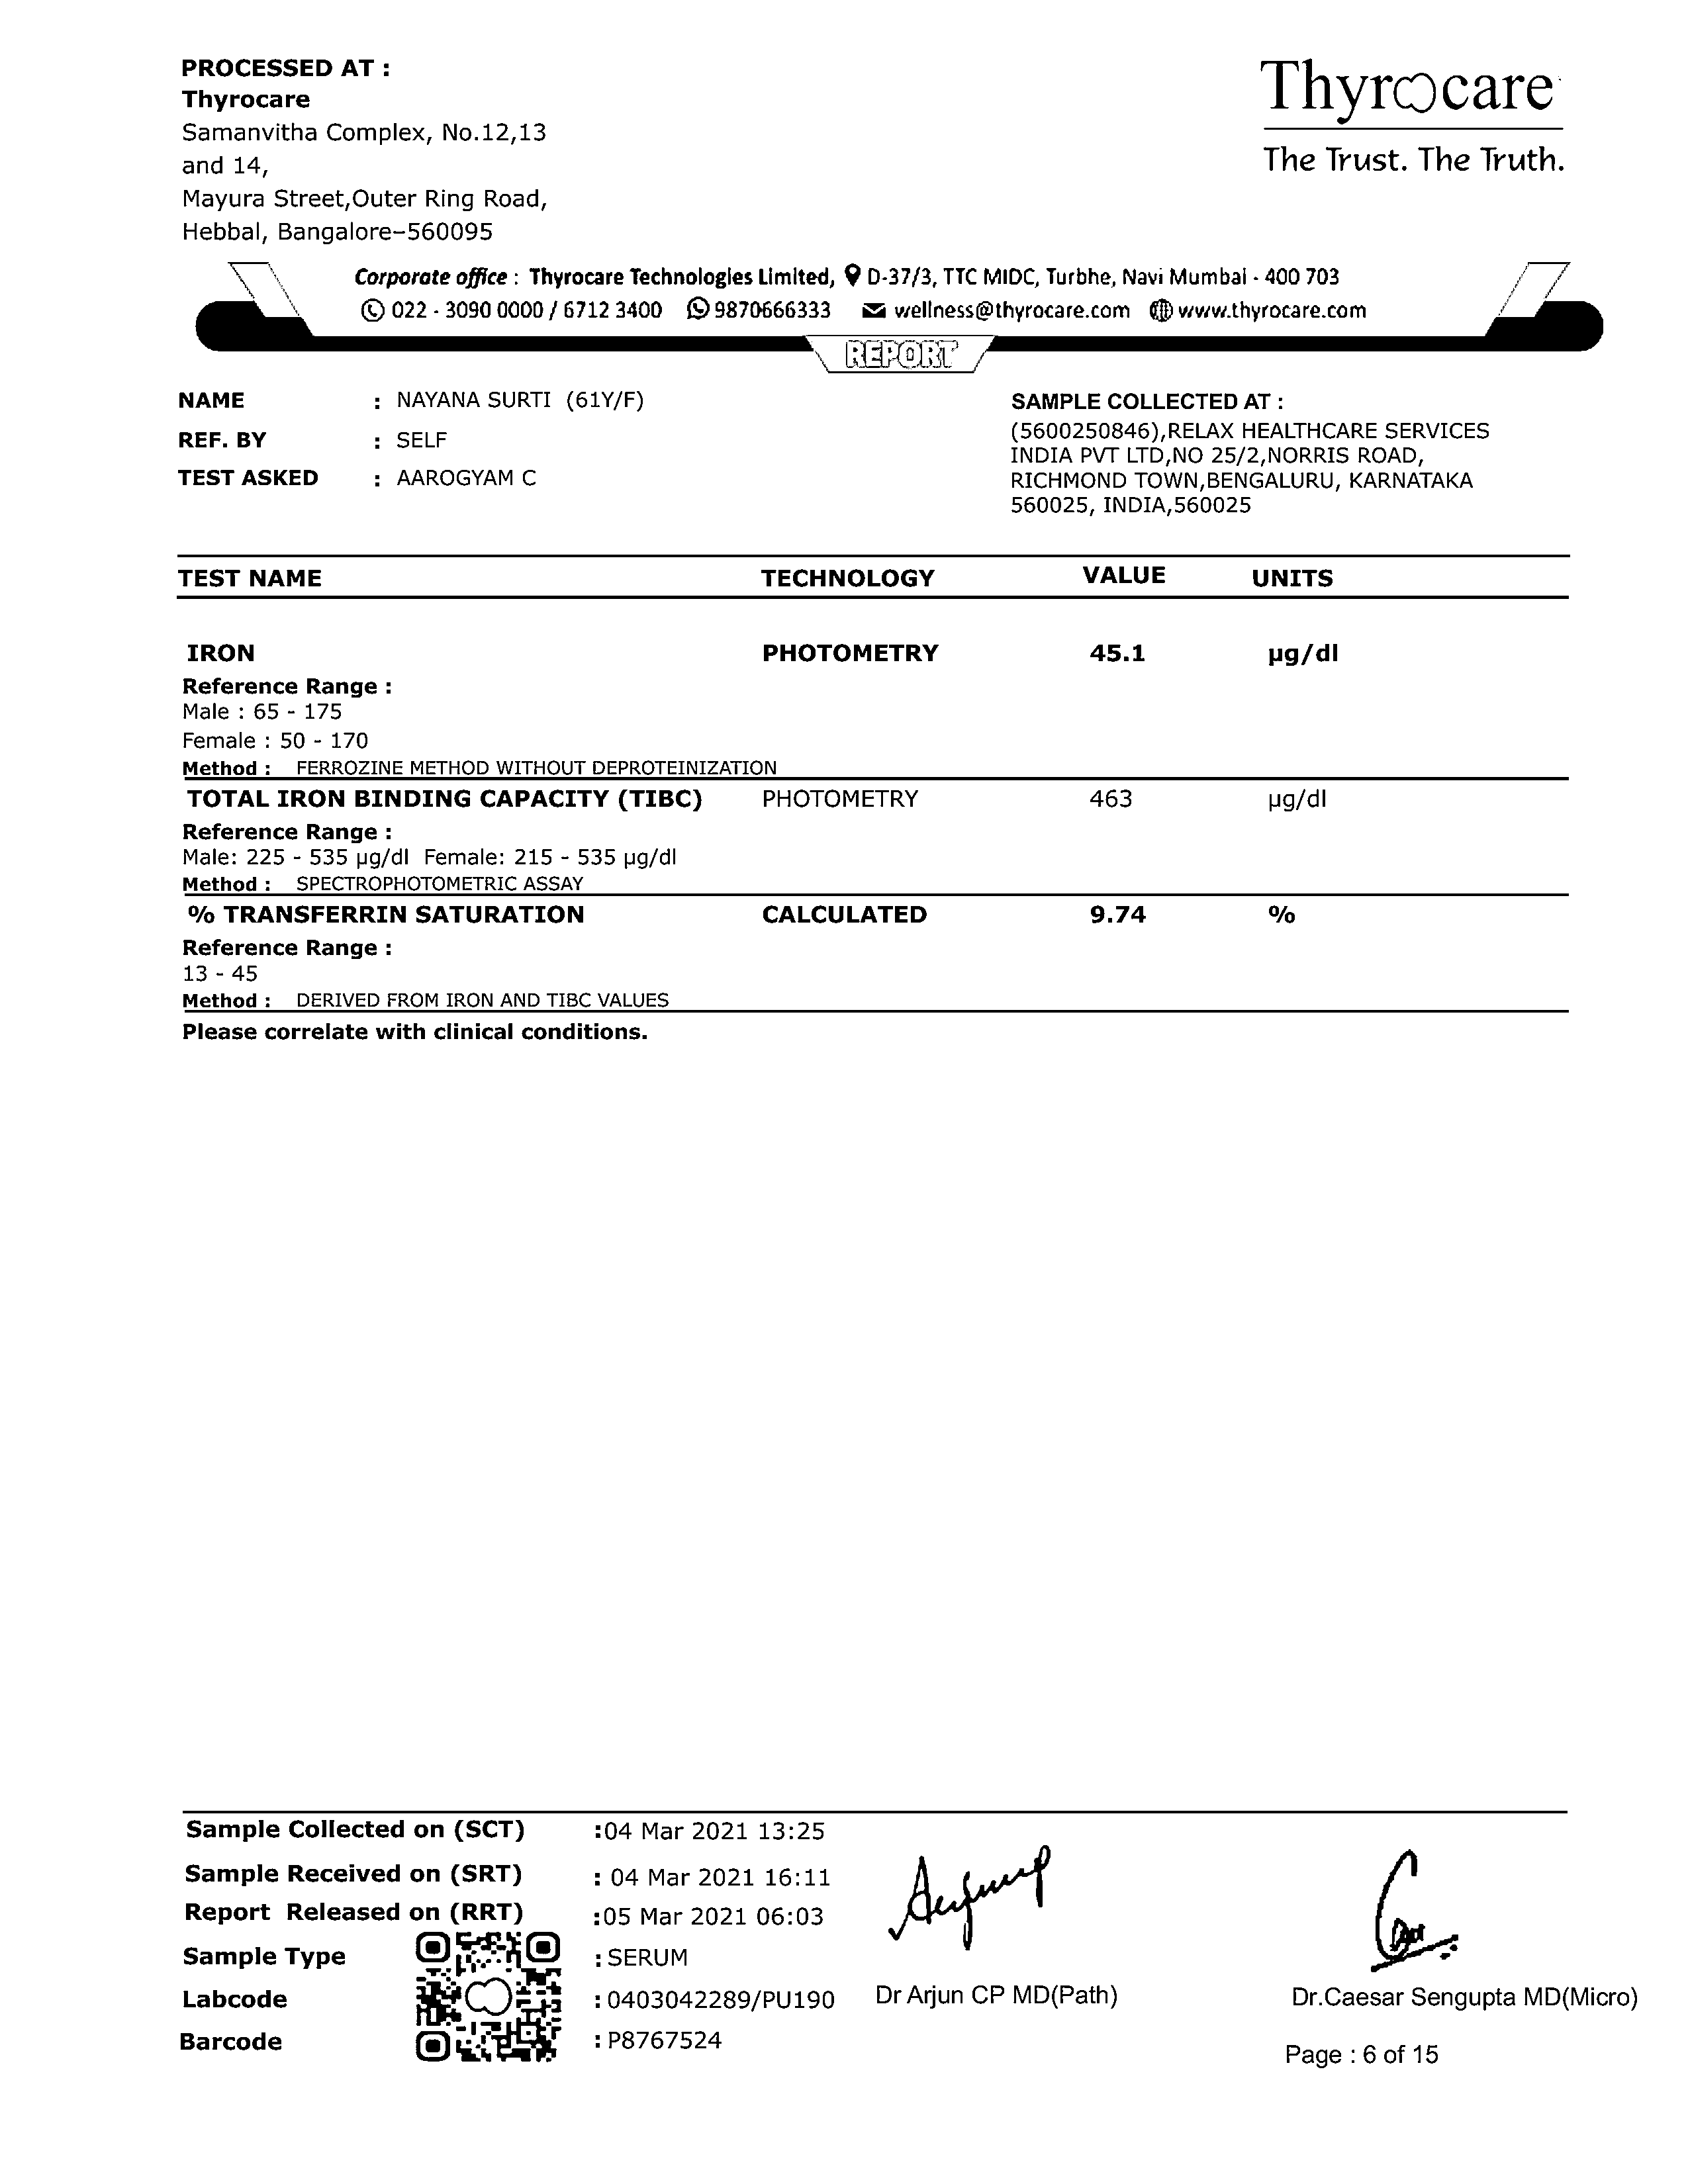 PROCESSED AT :
Thyrocare
Samanvitha Complex, No.12,13
and 14,
Mayura Street,Outer Ring Road,
Hebbal, Bangalore-560095
Thyrocare
The Trust. The Truth.
Corporate office : Thyrocare Technologies Limited, D-37/3, TTC MIDC, Turbhe, Navi Mumbai - 400 703
022 - 3090 0000 / 6712 3400 9870666333 wellness@thyrocare.com www.thyrocare.com
REPORT
NAME : NAYANA SURTI (61Y/F)
REF. BY : SELF
TEST ASKED : AAROGYAM C
SAMPLE COLLECTED AT :
(5600250846),RELAX HEALTHCARE SERVICES
INDIA PVT LTD,NO 25/2,NORRIS ROAD,
RICHMOND TOWN,BENGALURU, KARNATAKA
560025, INDIA,560025
TEST NAME TECHNOLOGY VALUE UNITS
IRON PHOTOMETRY 45.1 µg/dl
Reference Range :
Male : 65 - 175
Female : 50 - 170
Method : FERROZINE METHOD WITHOUT DEPROTEINIZATION
TOTAL IRON BINDING CAPACITY (TIBC) PHOTOMETRY 463 µg/dl
Reference Range :
Male: 225 - 535 µg/dl Female: 215 - 535 µg/dl
Method : SPECTROPHOTOMETRIC ASSAY
% TRANSFERRIN SATURATION CALCULATED 9.74 %
Reference Range :
13 - 45
Method : DERIVED FROM IRON AND TIBC VALUES
Please correlate with clinical conditions.
Sample Collected on (SCT) :04 Mar 2021 13:25
Sample Received on (SRT) : 04 Mar 2021 16:11
Report Released on (RRT) :05 Mar 2021 06:03
Sample Type : SERUM
Labcode : 0403042289/PU190
Barcode : P8767524
Dr Arjun CP MD(Path)
Dr.Caesar Sengupta MD(Micro)
Page : 6 of 15